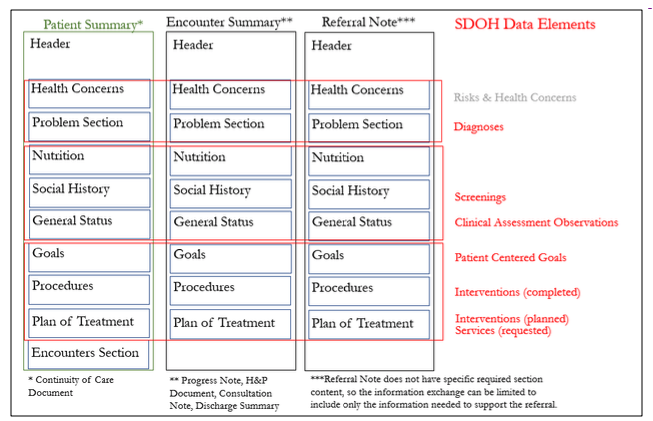 Patient Summary* Encounter Summary** Referral Note*** SDOH Data Elements
Header Header Header
Health Concerns Health Concerns Health Concerns Risks & Health Concerns
Problem Section Problem Section Problem Section Diagnoses
Nutrition Nutrition Nutrition
Social History Social History Social History Screenings
General Status General Status General Status Clinical Assessment Observations
Goals Goals Goals Patient Centered Goals
Procedures Procedures Procedures Interventions (completed)
Plan of Treatment Plan of Treatment Plan of Treatment Interventions (planned)
Services (requested)
Encounters Section
* Continuity of Care
Document
** Progress Note, H&P
Document, Consultation
Note, Discharge Summary
***Referral Note does not have specific required section
content, so the information exchange can be limited to
include only the information needed to support the referral.